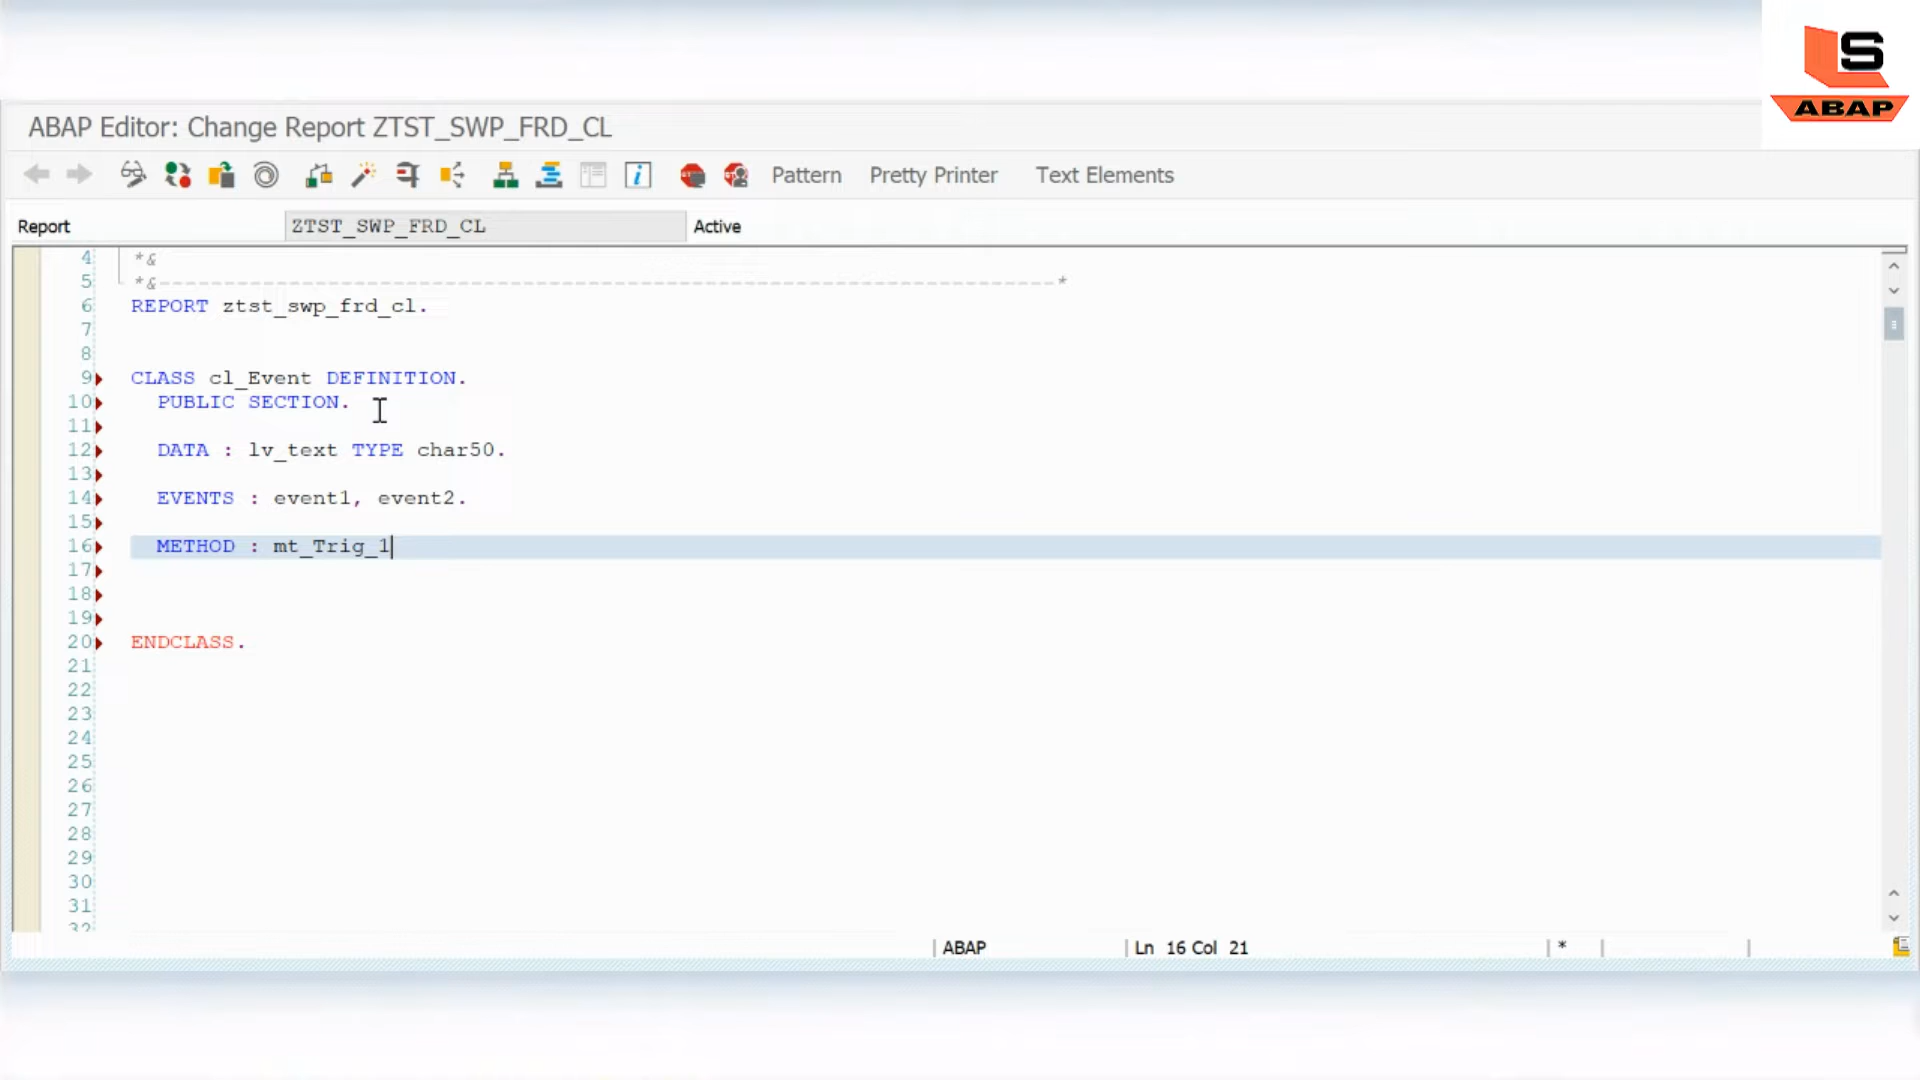 S
ABAP
ABAP Editor: Change Report ZTST_SWP_FRD_CL
Pattern Pretty Printer Text Elements
Report ZTST_SWP_FRD_CL Active
4 *&
5 *&---------------------------------------------------------------------*
6 REPORT ztst_swp_frd_cl.
7
8
9 CLASS cl_Event DEFINITION.
10 PUBLIC SECTION.
11
12 DATA : lv_text TYPE char50.
13
14 EVENTS : event1, event2.
15
16 METHOD : mt_Trig_1
17
18
19
20 ENDCLASS.
21
22
23
24
25
26
27
28
29
30
31
32
ABAP Ln 16 Col 21 *